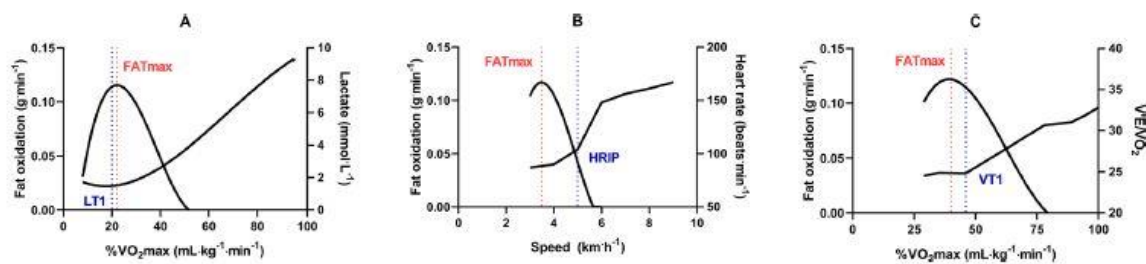 A
FATmax
LT1
Fat oxidation (g·min⁻¹)
0.15
0.10
0.05
0.00
0 20 40 60 80 100
%VO₂max (mL·kg⁻¹·min⁻¹)
10
8
6
4
2
0
Lactate
(mmol·L⁻¹)
B
FATmax
HRIP
Fat oxidation (g·min⁻¹)
0.15
0.10
0.05
0.00
0 2 4 6 8 10
Speed (km·h⁻¹)
200
150
100
50
Heart rate (beats·min⁻¹)
C
FATmax
VT1
Fat oxidation (g·min⁻¹)
0.15
0.10
0.05
0.00
0 20 40 60 80 100
%VO₂max (mL·kg⁻¹·min⁻¹)
40
35
30
25
20
VE/VO₂